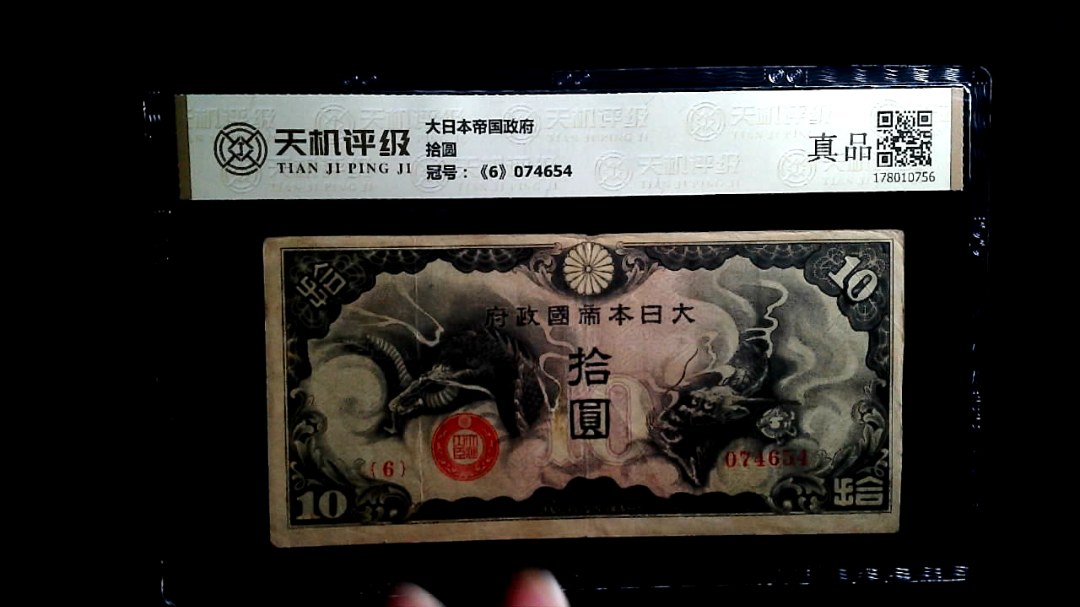 天机评级
TIAN JI PING JI
大日本帝国政府
拾圆
冠号：《6》074654
真品
178010756
拾
10
府政國帝本日大
拾
圓
10
{6}
074654
10
拾